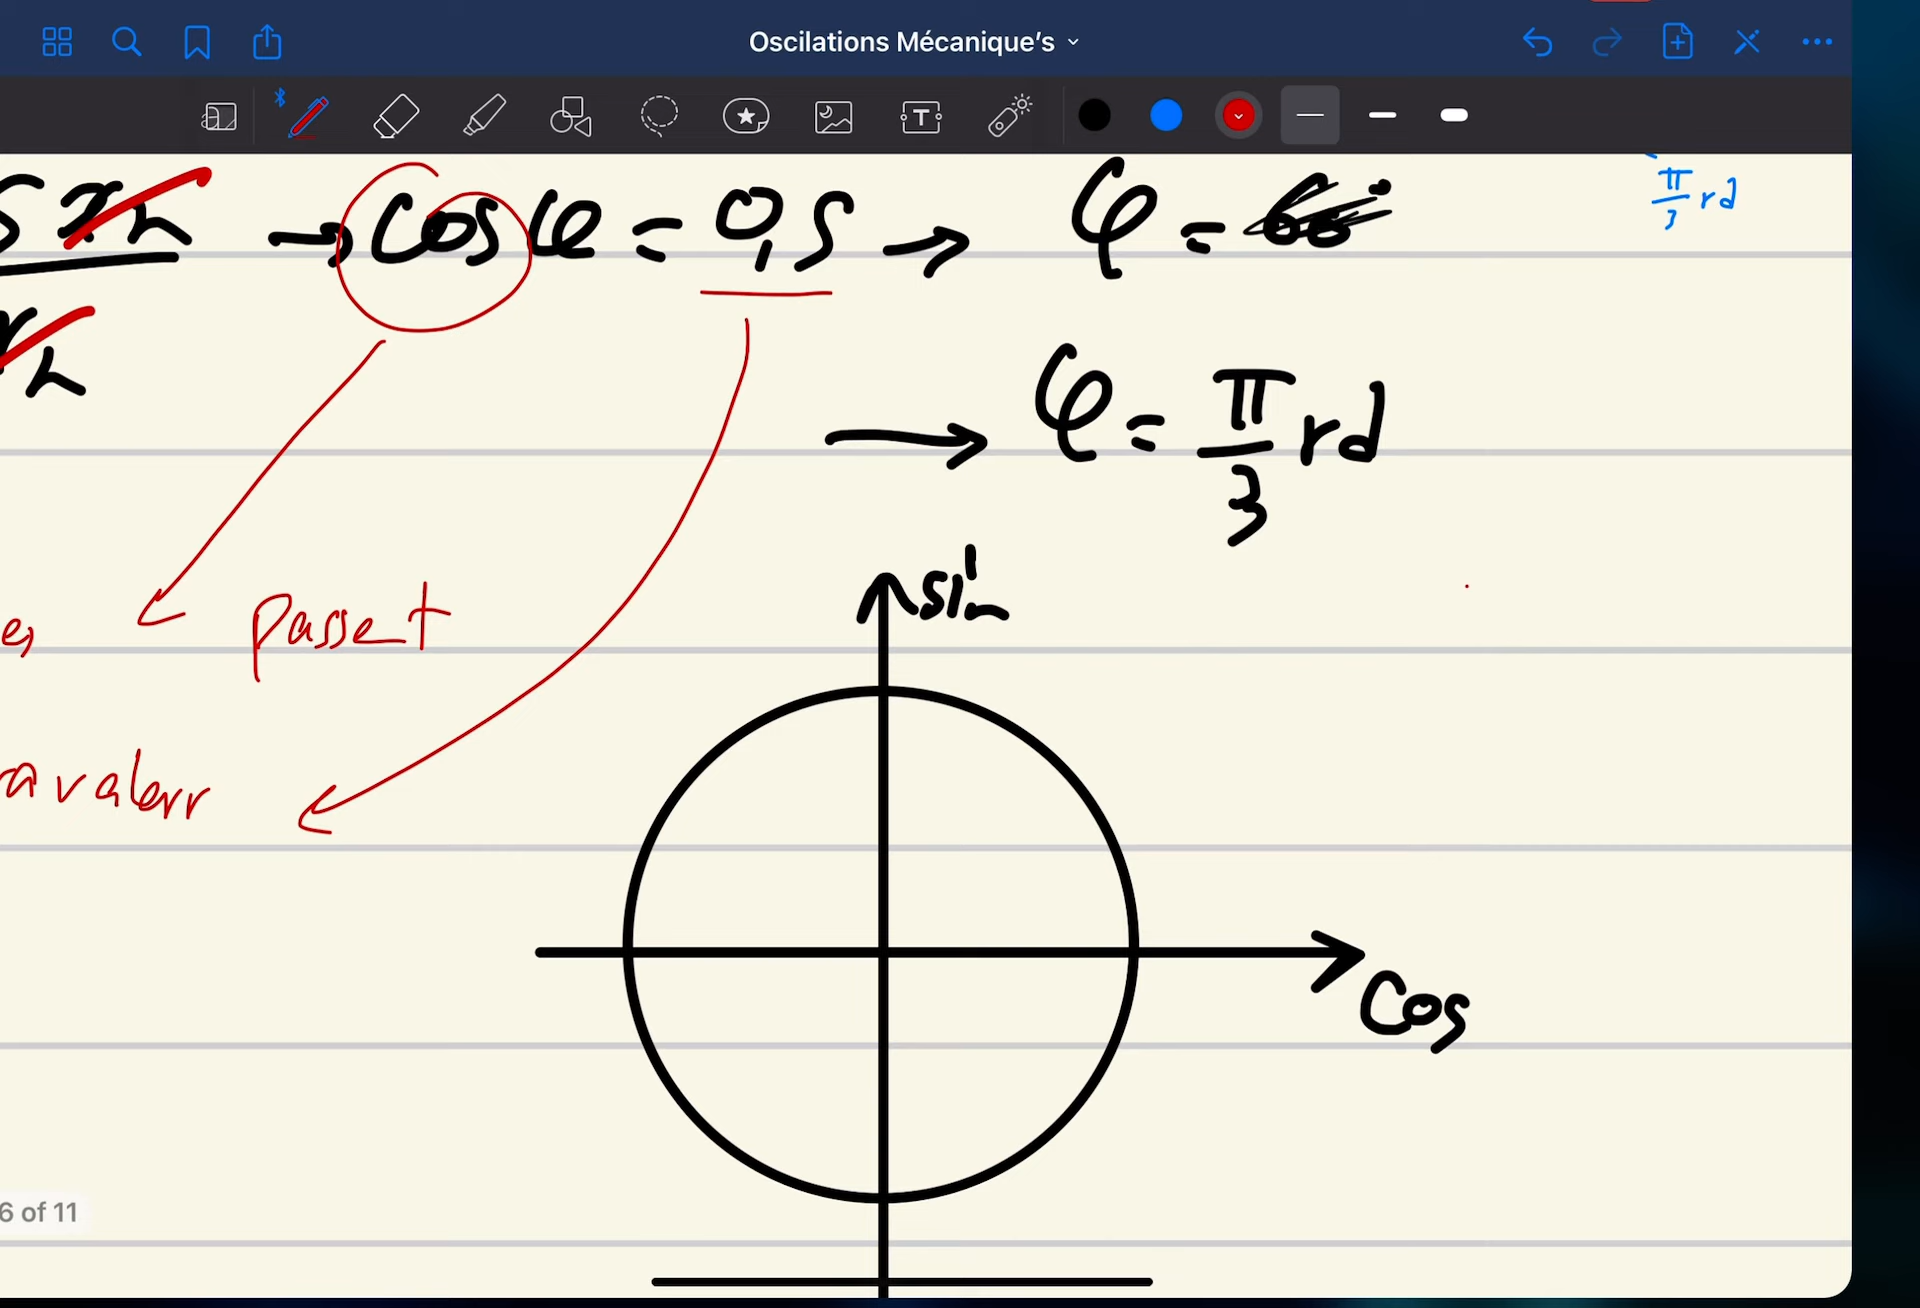 Oscilations Mécanique's
π/3 rd
→ Cos φ = 0,5 → φ =
→ φ = π/3 rd
sin
passe t
valeur
Cos
6 of 11